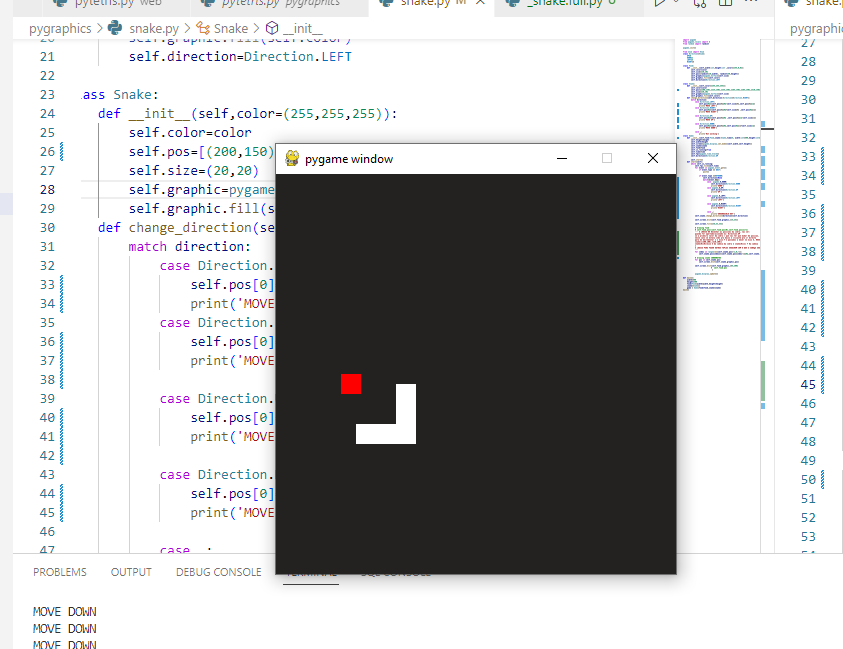 pytetris.py web
pytetris.py pygraphics
snake.py M
_snake.full.py 6
snake.py
pygraphics > snake.py > Snake > __init__
pygraphics
20 self.graphic.fill(self.color)
21 self.direction=Direction.LEFT
22
23 ass Snake:
24 def __init__(self,color=(255,255,255)):
25 self.color=color
26 self.pos=[(200,150)
27 self.size=(20,20)
28 self.graphic=pygame
29 self.graphic.fill(s
30 def change_direction(se
31 match direction:
32 case Direction.
33 self.pos[0]
34 print('MOVE
35 case Direction.
36 self.pos[0]
37 print('MOVE
38
39 case Direction.
40 self.pos[0]
41 print('MOVE
42
43 case Direction.
44 self.pos[0]
45 print('MOVE
46
47 case _:
pygame window
27
28
29
30
31
32
33
34
35
36
37
38
39
40
41
42
43
44
45
46
47
48
49
50
51
52
53
PROBLEMS OUTPUT DEBUG CONSOLE TERMINAL SQL CONSOLE
MOVE DOWN
MOVE DOWN
MOVE DOWN